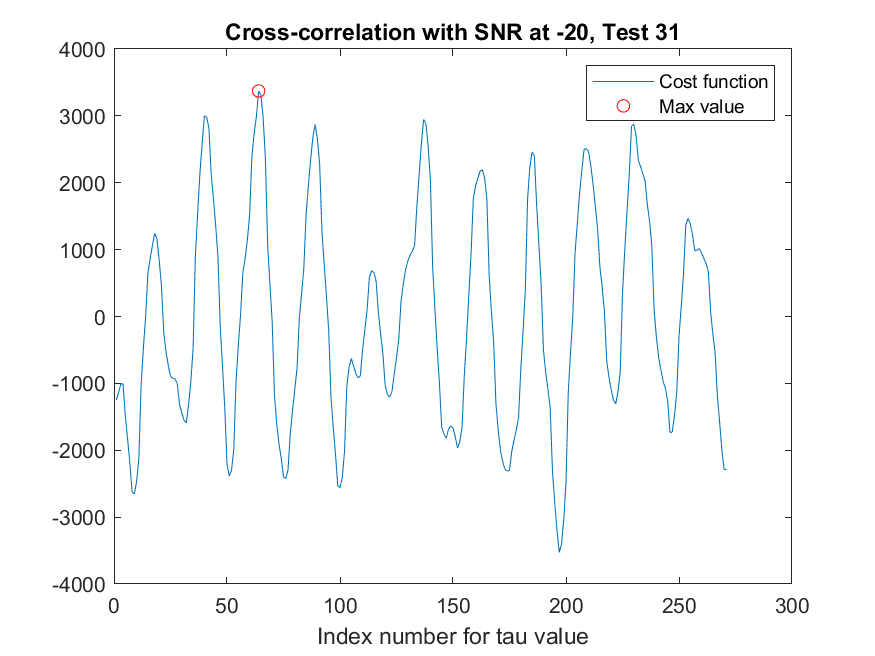 Cross-correlation with SNR at -20, Test 31
Cost function
Max value
4000
3000
2000
1000
0
-1000
-2000
-3000
-4000
0 50 100 150 200 250 300
Index number for tau value